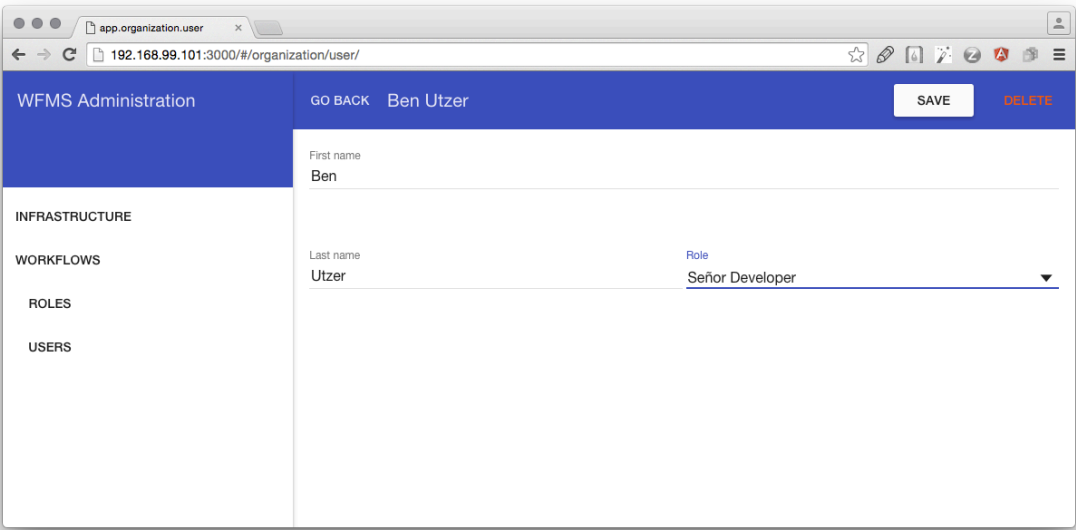 app.organization.user
192.168.99.101:3000/#/organization/user/
WFMS Administration
GO BACK Ben Utzer SAVE DELETE
First name
Ben
INFRASTRUCTURE
WORKFLOWS
ROLES
USERS
Last name Role
Utzer Señor Developer